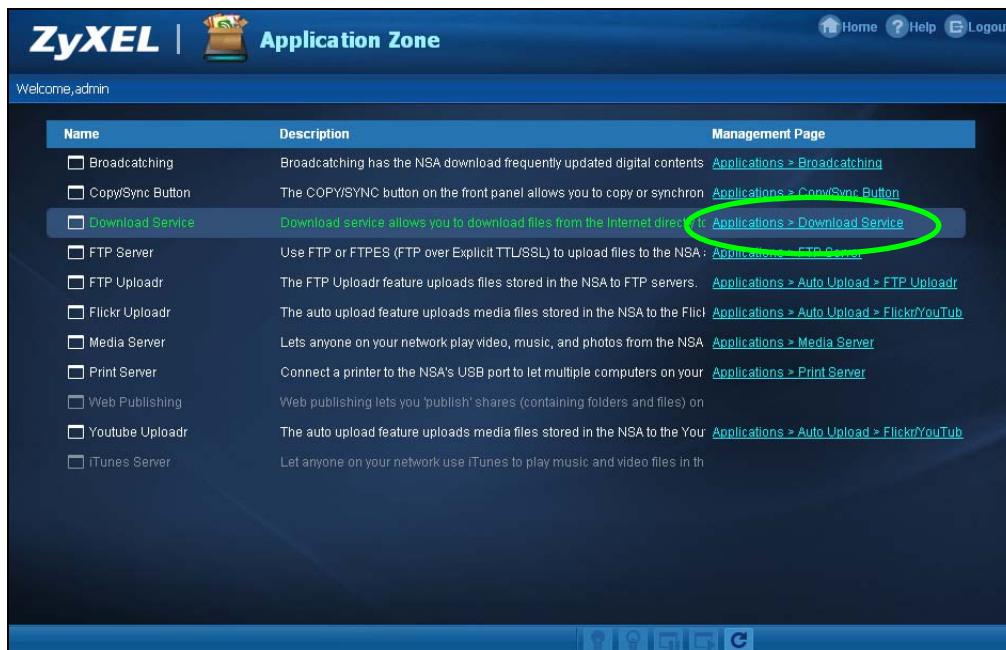 ZyXEL | Application Zone Home Help Logou
Welcome,admin
Name Description Management Page
Broadcatching Broadcatching has the NSA download frequently updated digital contents Applications > Broadcatching
Copy/Sync Button The COPY/SYNC button on the front panel allows you to copy or synchron Applications > Copy/Sync Button
Download Service Download service allows you to download files from the Internet directly to Applications > Download Service
FTP Server Use FTP or FTPES (FTP over Explicit TTL/SSL) to upload files to the NSA Applications > FTP Server
FTP Uploadr The FTP Uploadr feature uploads files stored in the NSA to FTP servers. Applications > Auto Upload > FTP Uploadr
Flickr Uploadr The auto upload feature uploads media files stored in the NSA to the Flick Applications > Auto Upload > Flickr/YouTub
Media Server Lets anyone on your network play video, music, and photos from the NSA Applications > Media Server
Print Server Connect a printer to the NSA's USB port to let multiple computers on your Applications > Print Server
Web Publishing Web publishing lets you 'publish' shares (containing folders and files) on
Youtube Uploadr The auto upload feature uploads media files stored in the NSA to the You Applications > Auto Upload > Flickr/YouTub
iTunes Server Let anyone on your network use iTunes to play music and video files in th